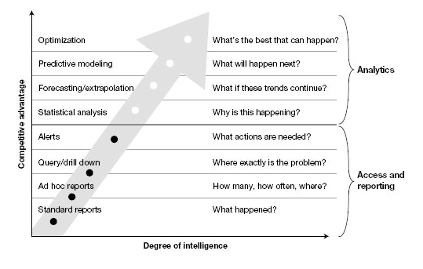 Optimization What's the best that can happen?
Predictive modeling What will happen next?
Analytics
Forecasting/extrapolation What if these trends continue?
Statistical analysis Why is this happening?
Alerts What actions are needed?
Query/drill down Where exactly is the problem?
Access and
reporting
Ad hoc reports How many, how often, where?
Standard reports What happened?
Competitive advantage
Degree of intelligence